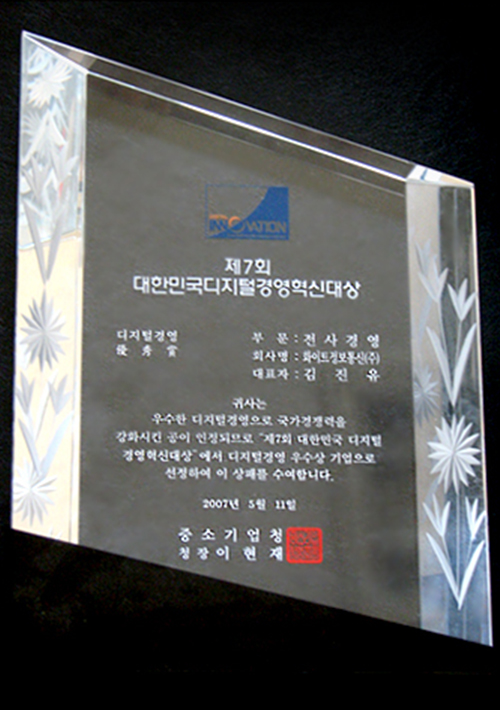 INNOVATION
제7회
대한민국디지털경영혁신대상
디지털경영
優秀賞
부 문 : 전사경영
회사명 : 화이트정보통신(주)
대표자 : 김 진 유
귀사는
우수한 디지털경영으로 국가경쟁력을
강화시킨 공이 인정되므로 "제7회 대한민국 디지털
경영혁신대상"에서 디지털경영 우수상 기업으로
선정하여 이 상패를 수여합니다.
2007년 5월 11일
중소기업청
청장이현재